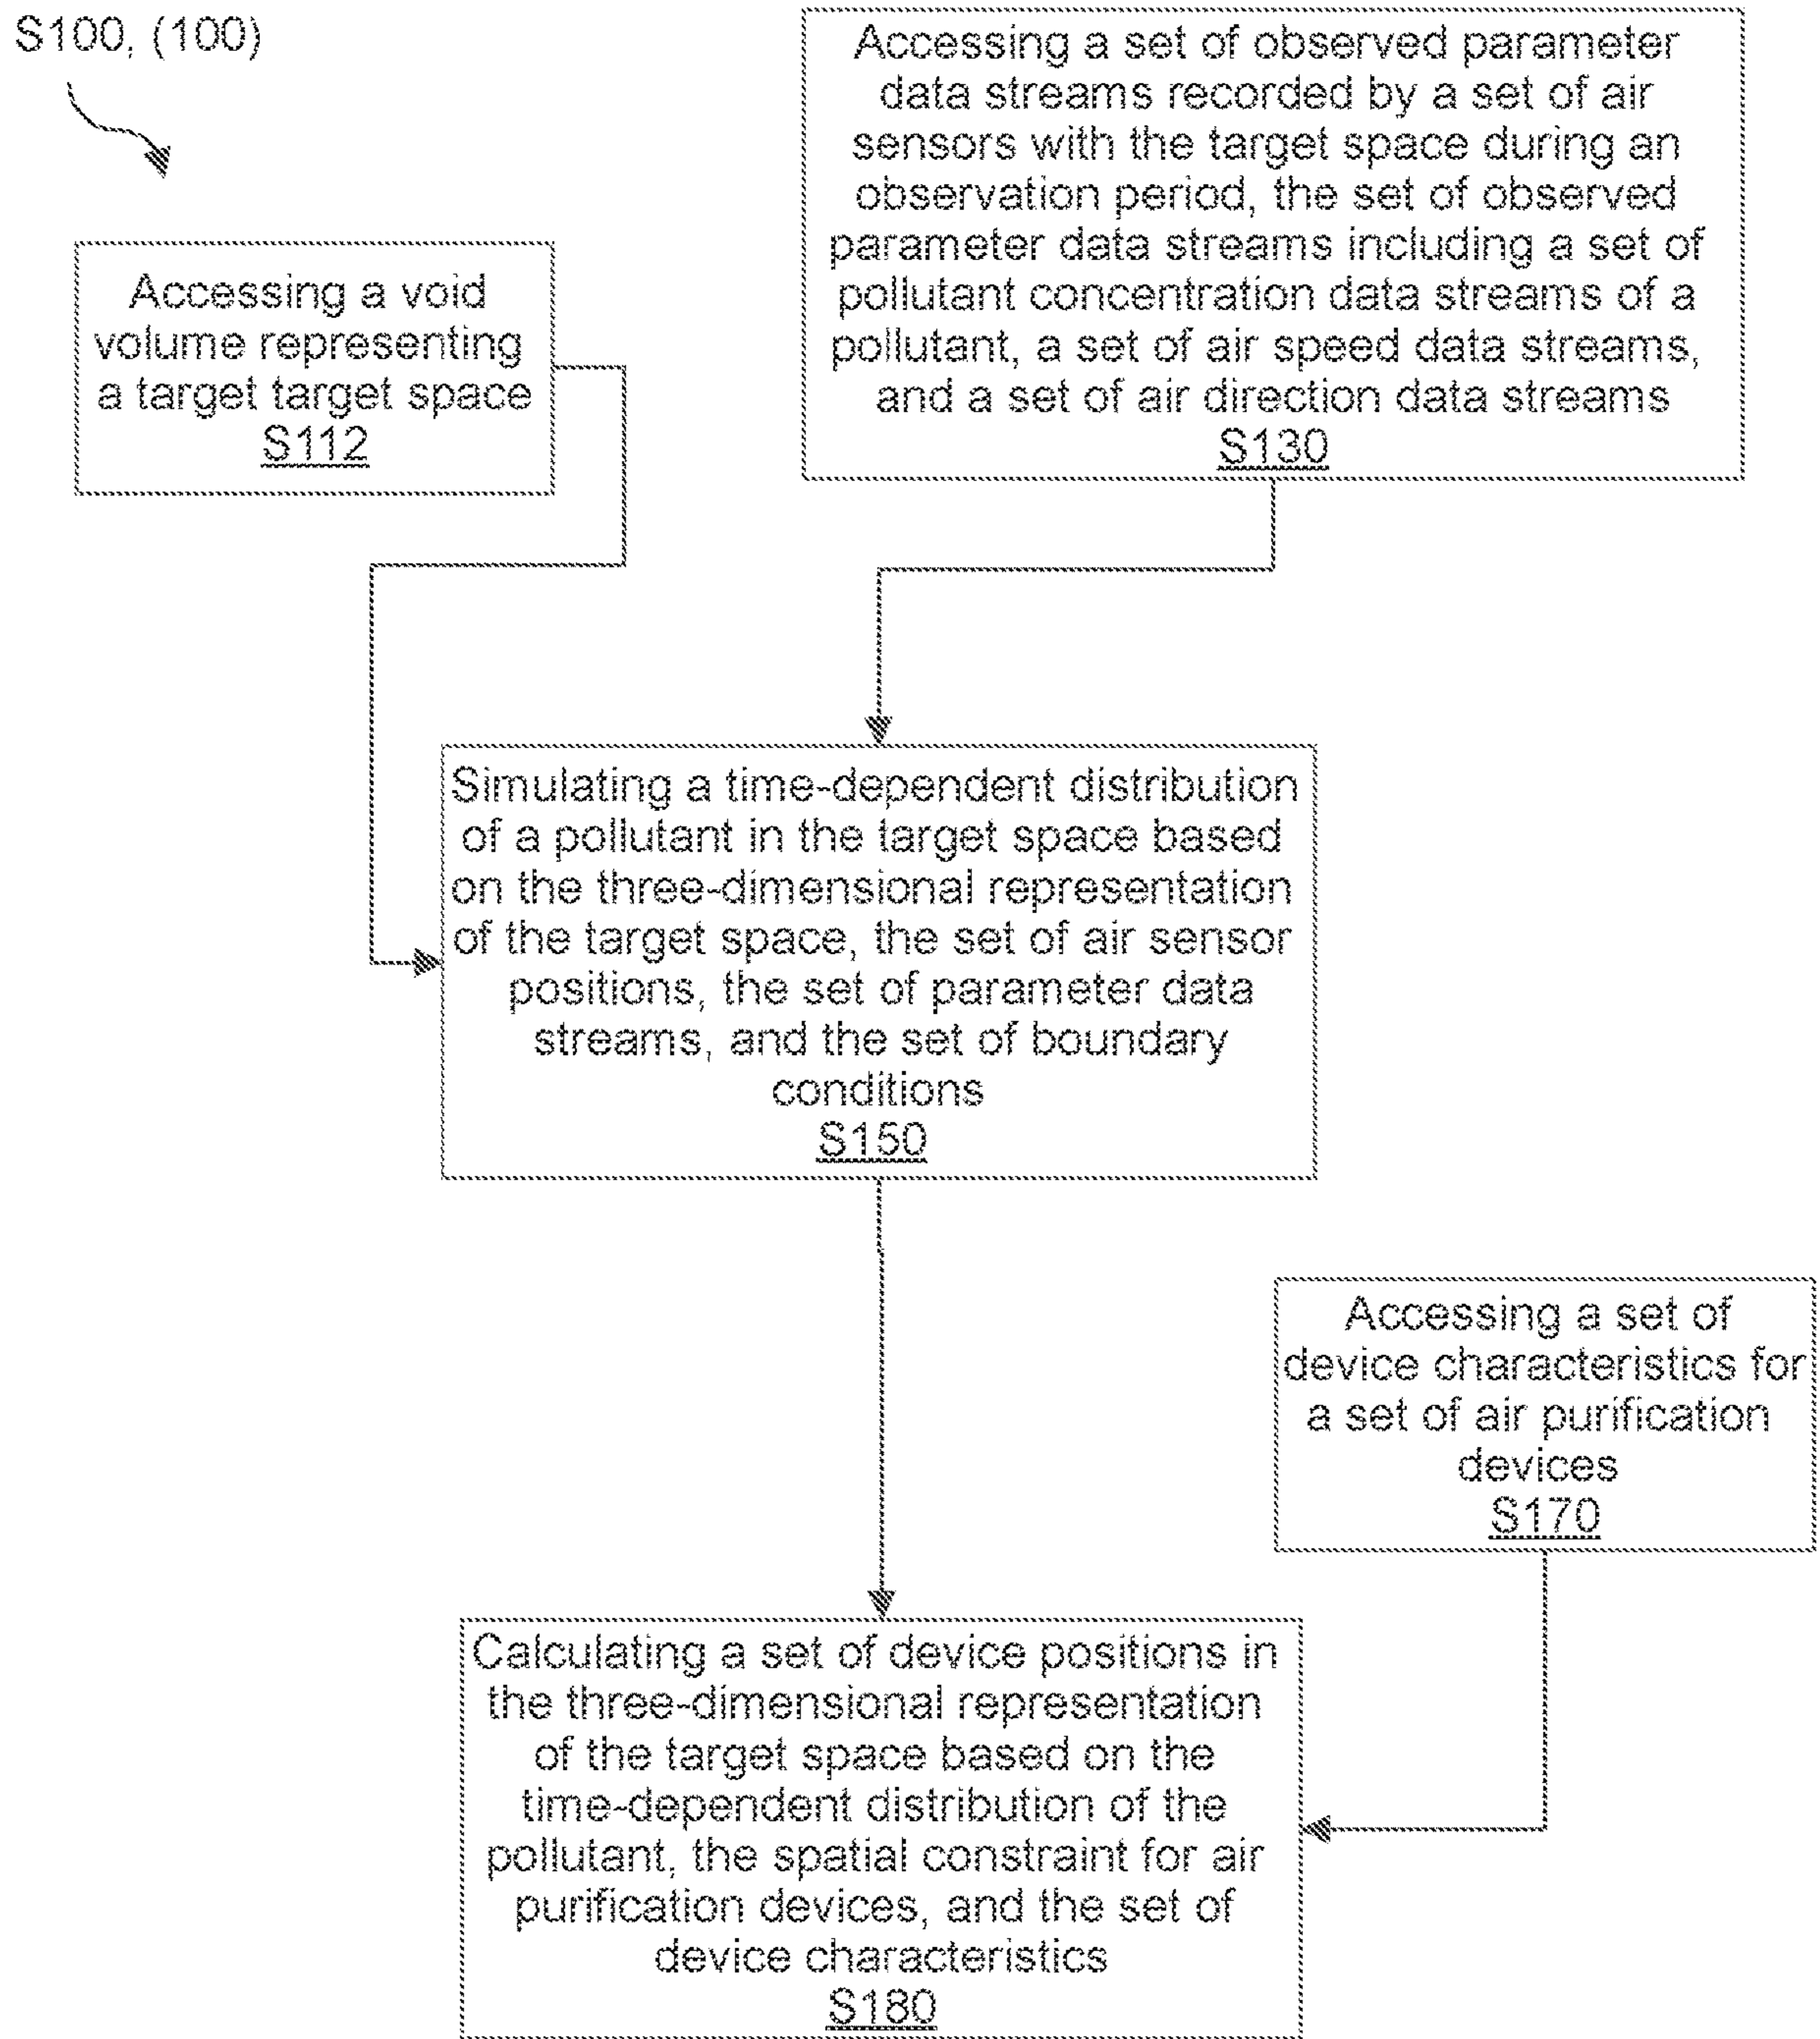 S100, (100)
Accessing a void
volume representing
a target target space
S112
Accessing a set of observed parameter
data streams recorded by a set of air
sensors with the target space during an
observation period, the set of observed
parameter data streams including a set of
pollutant concentration data streams of a
pollutant, a set of air speed data streams,
and a set of air direction data streams
S130
Simulating a time-dependent distribution
of a pollutant in the target space based
on the three-dimensional representation
of the target space, the set of air sensor
positions, the set of parameter data
streams, and the set of boundary
conditions
S150
Accessing a set of
device characteristics for
a set of air purification
devices
S170
Calculating a set of device positions in
the three-dimensional representation
of the target space based on the
time-dependent distribution of the
pollutant, the spatial constraint for air
purification devices, and the set of
device characteristics
S180